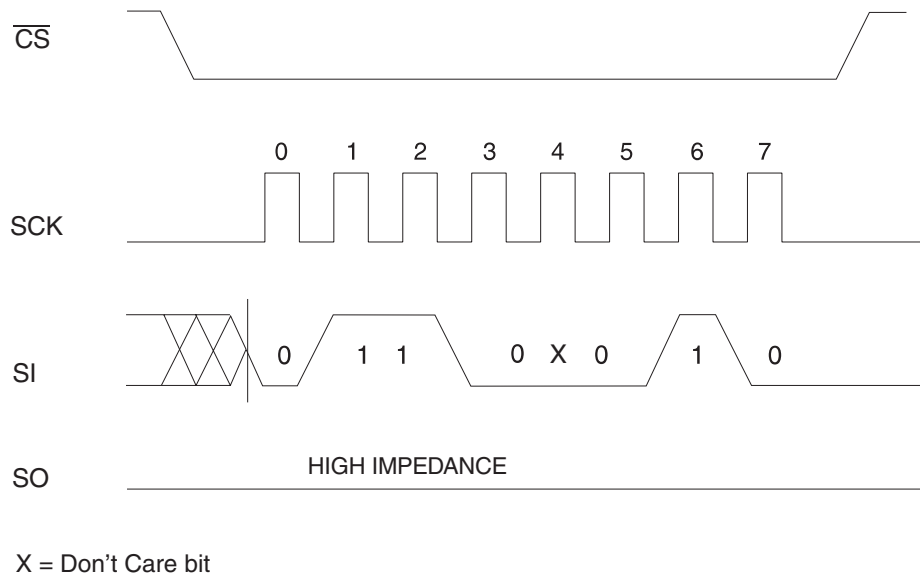 CS
0 1 2 3 4 5 6 7
SCK
0 1 1 0 X 0 1 0
SI
HIGH IMPEDANCE
SO
X = Don't Care bit